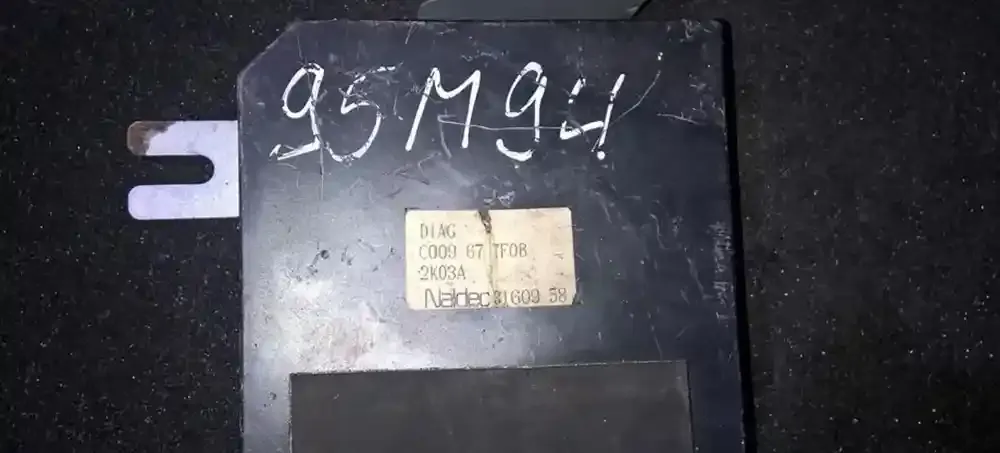 95M94
DIAG
C009 67 TF0B
2K03A
Naldec 31609 58